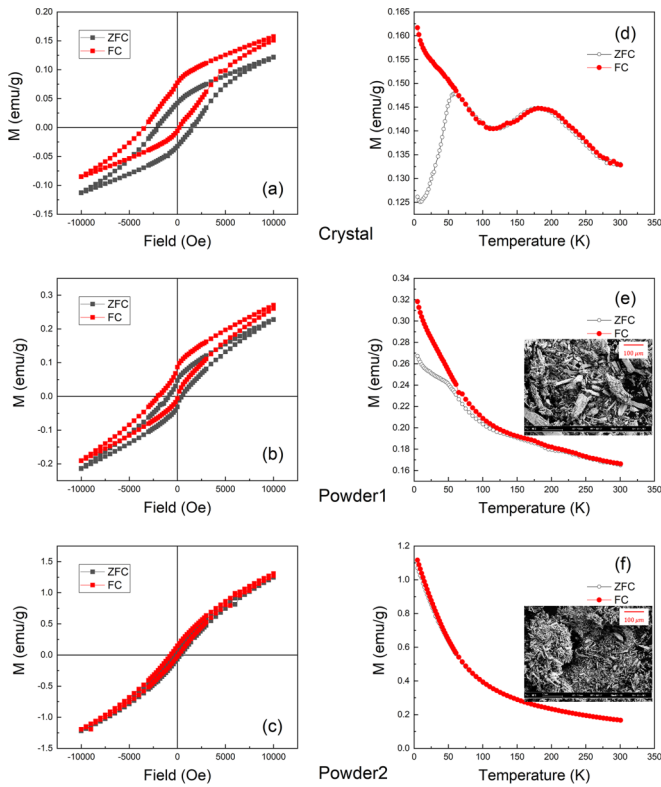 0.20
0.15
0.10
0.05
0.00
-0.05
-0.10
-0.15
M (emu/g)
ZFC
FC
(a)
-10000 -5000 0 5000 10000
Field (Oe)
0.165
0.160
0.155
0.150
0.145
0.140
0.135
0.130
0.125
M (emu/g)
(d)
ZFC
FC
0 50 100 150 200 250 300
Temperature (K)
Crystal
0.3
0.2
0.1
0.0
-0.1
-0.2
M (emu/g)
ZFC
FC
(b)
-10000 -5000 0 5000 10000
Field (Oe)
0.34
0.32
0.30
0.28
0.26
0.24
0.22
0.20
0.18
0.16
M (emu/g)
(e)
ZFC
FC
100 μm
0 50 100 150 200 250 300
Temperature (K)
Powder1
1.5
1.0
0.5
0.0
-0.5
-1.0
-1.5
M (emu/g)
ZFC
FC
(c)
-10000 -5000 0 5000 10000
Field (Oe)
1.2
1.0
0.8
0.6
0.4
0.2
0.0
M (emu/g)
(f)
ZFC
FC
100 μm
0 50 100 150 200 250 300
Temperature (K)
Powder2